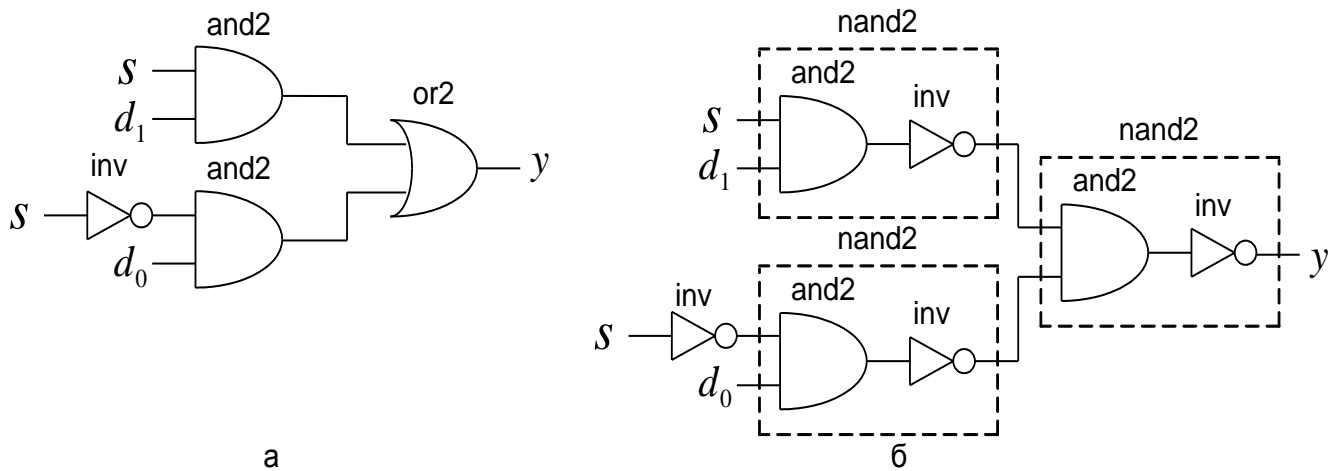 and2
s
d₁
or2
inv
and2
s
d₀
y
а
nand2
and2
inv
s
d₁
nand2
and2
inv
y
nand2
inv
and2
inv
s
d₀
б